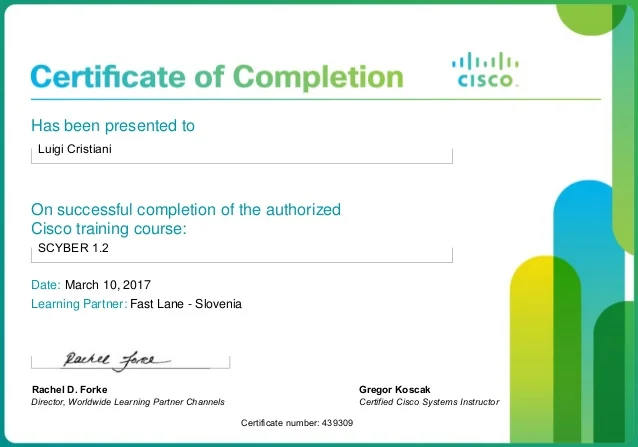 Certificate of Completion
CISCO
Has been presented to
Luigi Cristiani
On successful completion of the authorized
Cisco training course:
SCYBER 1.2
Date: March 10, 2017
Learning Partner: Fast Lane - Slovenia
Rachel Forke
Rachel D. Forke
Director, Worldwide Learning Partner Channels
Gregor Koscak
Certified Cisco Systems Instructor
Certificate number: 439309